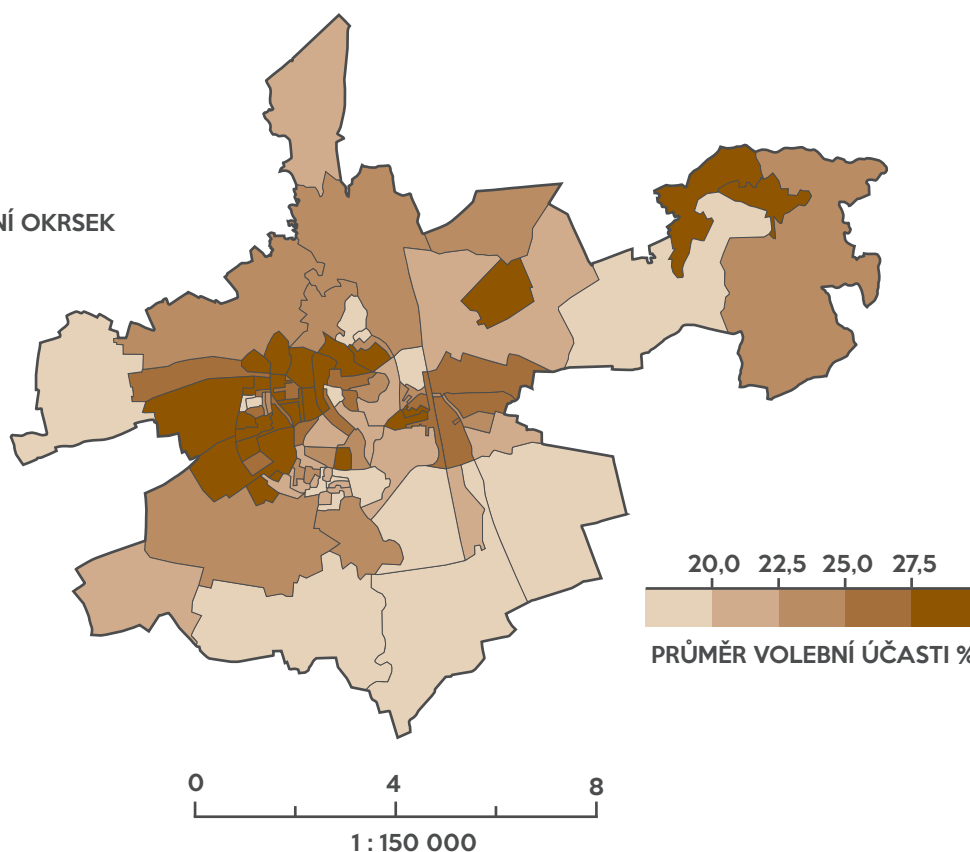 NÍ OKRSEK
20,0 22,5 25,0 27,5
PRŮMĚR VOLEBNÍ ÚČASTI %
0 4 8
1 : 150 000